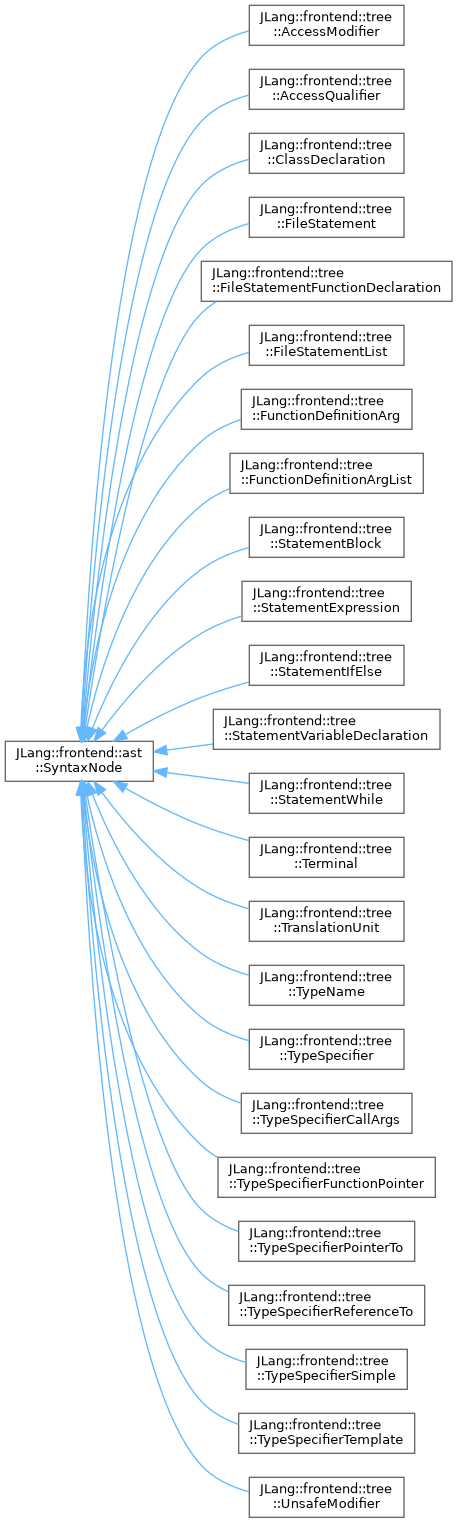 JLang::frontend::tree
::AccessModifier
JLang::frontend::tree
::AccessQualifier
JLang::frontend::tree
::ClassDeclaration
JLang::frontend::tree
::FileStatement
JLang::frontend::tree
::FileStatementFunctionDeclaration
JLang::frontend::tree
::FileStatementList
JLang::frontend::tree
::FunctionDefinitionArg
JLang::frontend::tree
::FunctionDefinitionArgList
JLang::frontend::tree
::StatementBlock
JLang::frontend::tree
::StatementExpression
JLang::frontend::tree
::StatementIfElse
JLang::frontend::tree
::StatementVariableDeclaration
JLang::frontend::ast
::SyntaxNode
JLang::frontend::tree
::StatementWhile
JLang::frontend::tree
::Terminal
JLang::frontend::tree
::TranslationUnit
JLang::frontend::tree
::TypeName
JLang::frontend::tree
::TypeSpecifier
JLang::frontend::tree
::TypeSpecifierCallArgs
JLang::frontend::tree
::TypeSpecifierFunctionPointer
JLang::frontend::tree
::TypeSpecifierPointerTo
JLang::frontend::tree
::TypeSpecifierReferenceTo
JLang::frontend::tree
::TypeSpecifierSimple
JLang::frontend::tree
::TypeSpecifierTemplate
JLang::frontend::tree
::UnsafeModifier